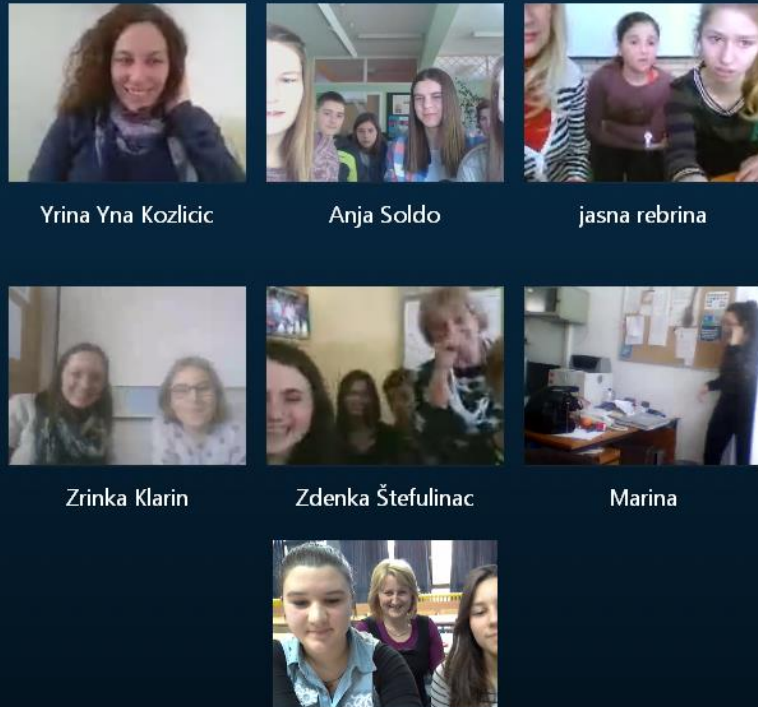 Yrina Yna Kozlicic
Anja Soldo
jasna rebrina
Zrinka Klarin
Zdenka Štefulinac
Marina